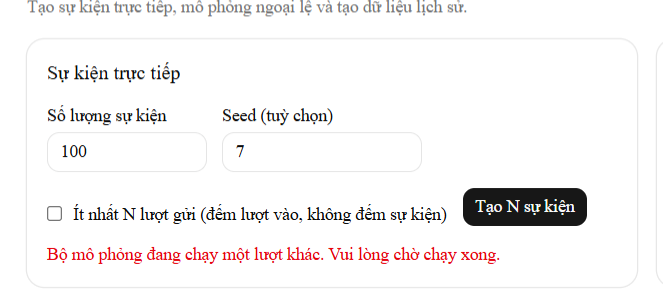 Tạo sự kiện trực tiếp, mô phỏng ngoại lệ và tạo dữ liệu lịch sử.
Sự kiện trực tiếp
Số lượng sự kiện
Seed (tuỳ chọn)
100
7
Ít nhất N lượt gửi (đếm lượt vào, không đếm sự kiện)
Tạo N sự kiện
Bộ mô phỏng đang chạy một lượt khác. Vui lòng chờ chạy xong.